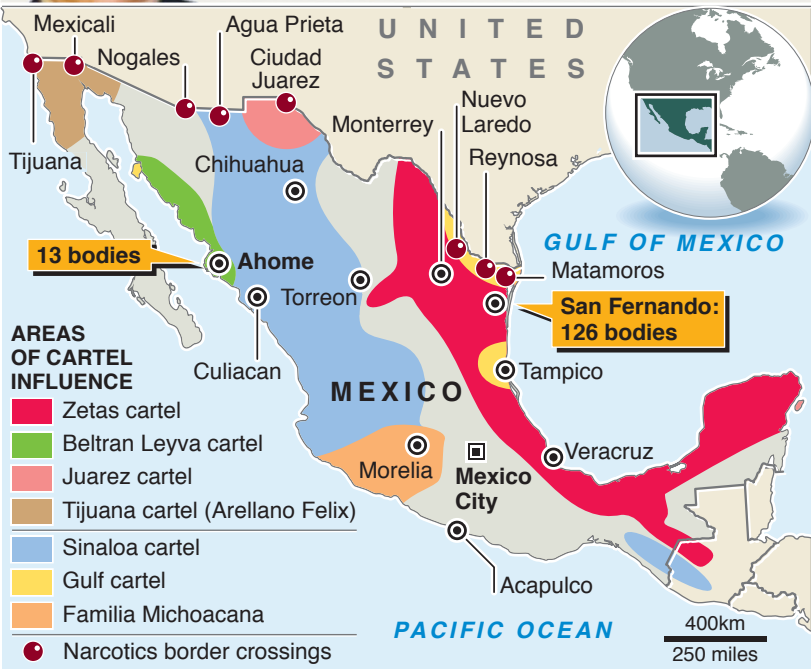 Mexicali
Agua Prieta
UNITED
STATES
Nogales
Ciudad
Juarez
Nuevo
Laredo
Monterrey
Reynosa
Tijuana
Chihuahua
GULF OF MEXICO
13 bodies
Ahome
Matamoros
Torreon
San Fernando:
126 bodies
Culiacan
Tampico
MEXICO
AREAS
OF CARTEL
INFLUENCE
Zetas cartel
Beltran Leyva cartel
Juarez cartel
Tijuana cartel (Arellano Felix)
Sinaloa cartel
Gulf cartel
Familia Michoacana
Narcotics border crossings
Veracruz
Morelia
Mexico
City
Acapulco
PACIFIC OCEAN
400km
250 miles